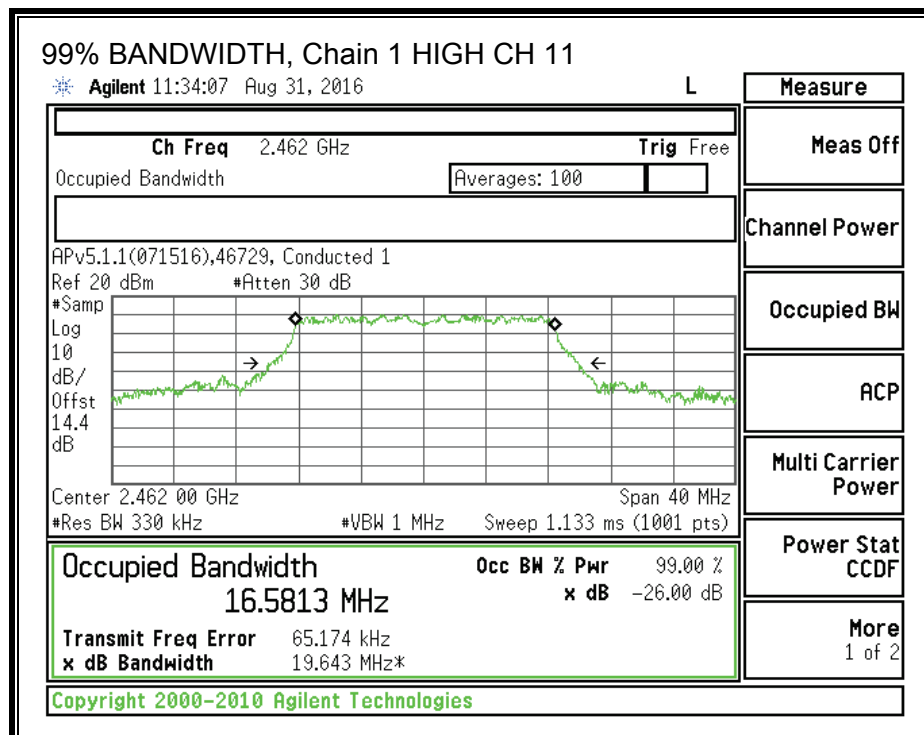 99% BANDWIDTH, Chain 1 HIGH CH 11
Agilent 11:34:07 Aug 31, 2016 L
Measure
Ch Freq 2.462 GHz Trig Free
Meas Off
Occupied Bandwidth Averages: 100
Channel Power
APv5.1.1(071516),46729, Conducted 1
Ref 20 dBm #Atten 30 dB
#Samp
Log
10
dB/
Offst
14.4
dB
Occupied BW
ACP
Multi Carrier
Power
Center 2.462 00 GHz Span 40 MHz
#Res BW 330 kHz #VBW 1 MHz Sweep 1.133 ms (1001 pts)
Power Stat
CCDF
Occupied Bandwidth Occ BW % Pwr 99.00 %
16.5813 MHz x dB -26.00 dB
Transmit Freq Error 65.174 kHz
x dB Bandwidth 19.643 MHz*
More
1 of 2
Copyright 2000-2010 Agilent Technologies